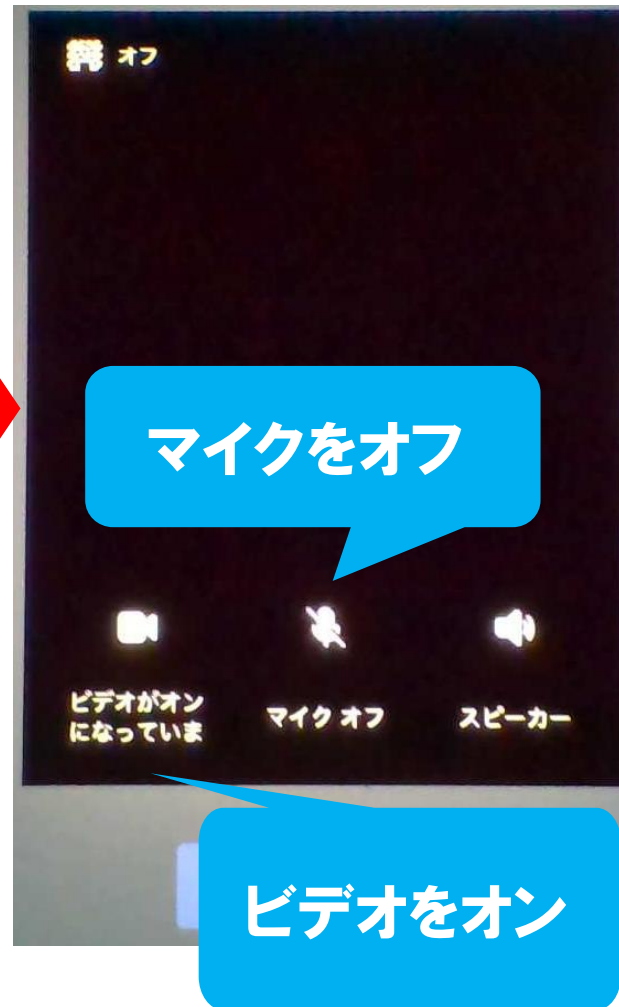 オフ
マイクをオフ
ビデオがオン
になっていま
マイク オフ
スピーカー
ビデオをオン